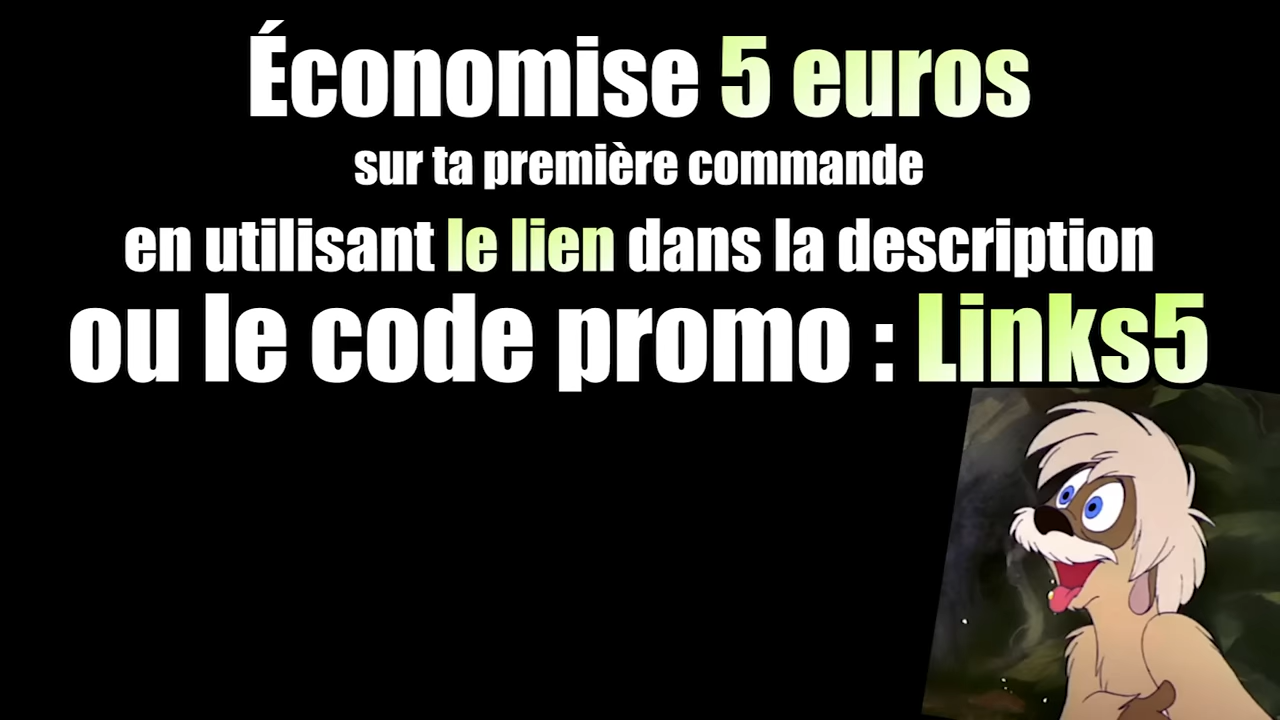 Économise 5 euros
sur ta première commande
en utilisant le lien dans la description
ou le code promo : Links5